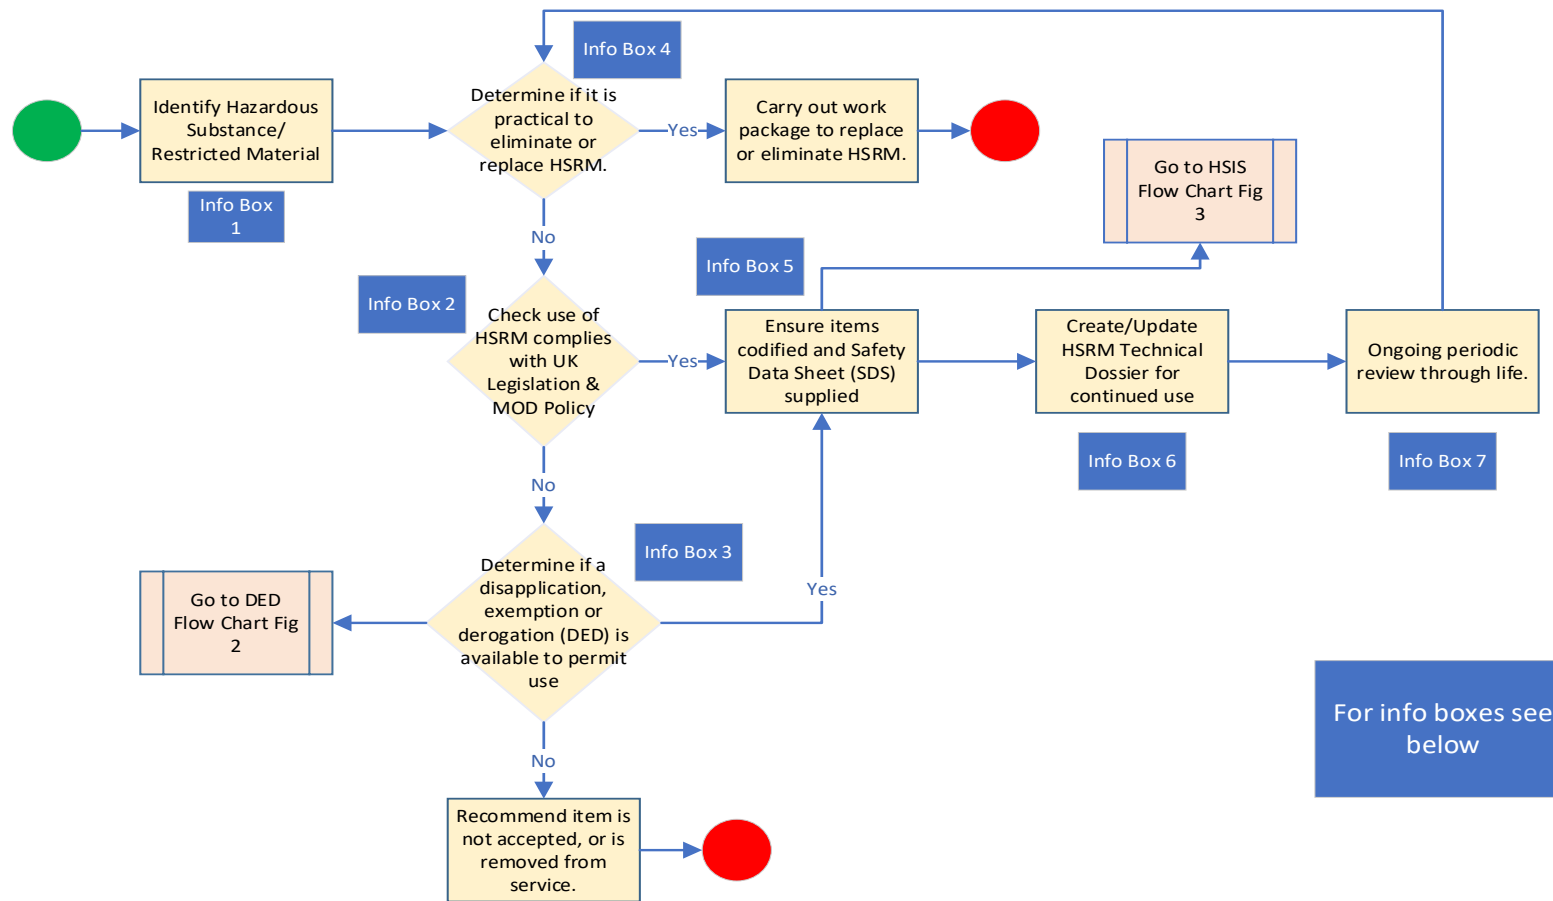 Info Box 4
Identify Hazardous
Substance/
Restricted Material
Determine if it is
practical to
eliminate or
replace HSRM.
Yes
Carry out work
package to replace
or eliminate HSRM.
Go to HSIS
Flow Chart Fig
3
Info Box
1
No
Info Box 2
Info Box 5
Check use of
HSRM complies
with UK
Legislation &
MOD Policy
Yes
Ensure items
codified and Safety
Data Sheet (SDS)
supplied
Create/Update
HSRM Technical
Dossier for
continued use
Ongoing periodic
review through life.
Info Box 6
Info Box 7
No
Info Box 3
Determine if a
disapplication,
exemption or
derogation (DED) is
available to permit
use
Yes
Go to DED
Flow Chart Fig
2
For info boxes see
below
No
Recommend item is
not accepted, or is
removed from
service.